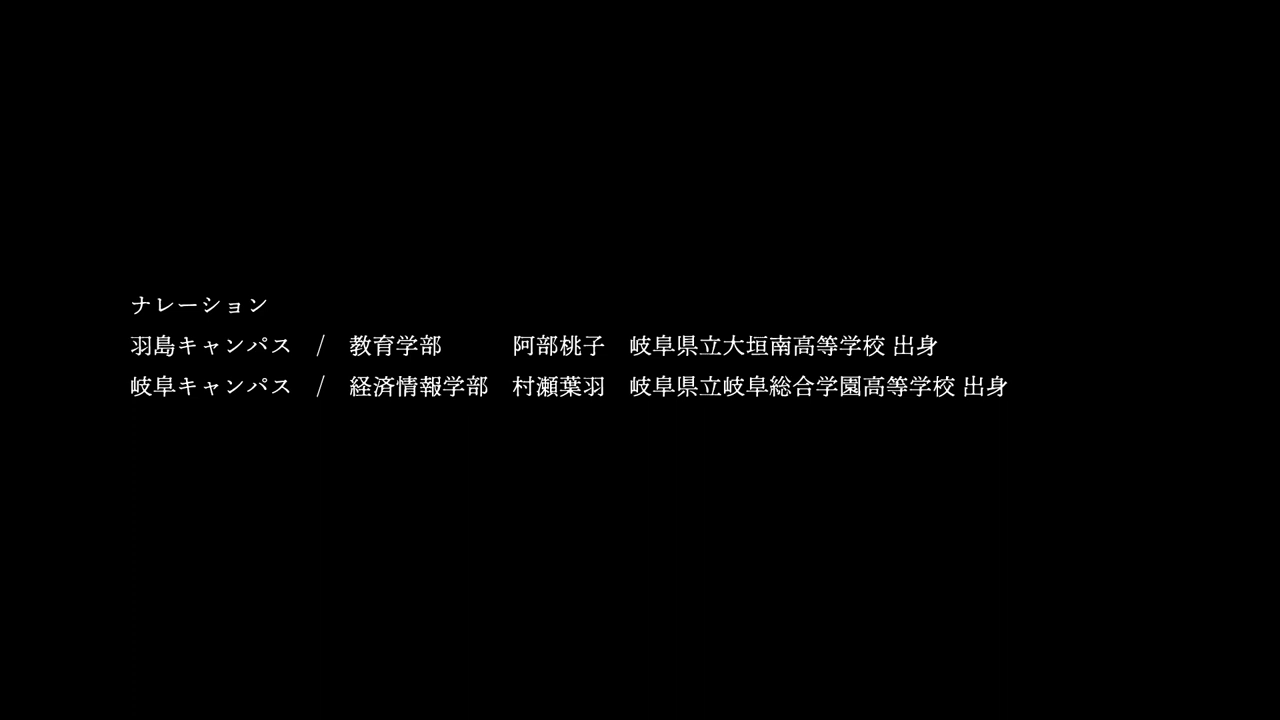 ナレーション
羽島キャンパス　/　教育学部　　　阿部桃子　岐阜県立大垣南高等学校 出身
岐阜キャンパス　/　経済情報学部　村瀬葉羽　岐阜県立岐阜総合学園高等学校 出身